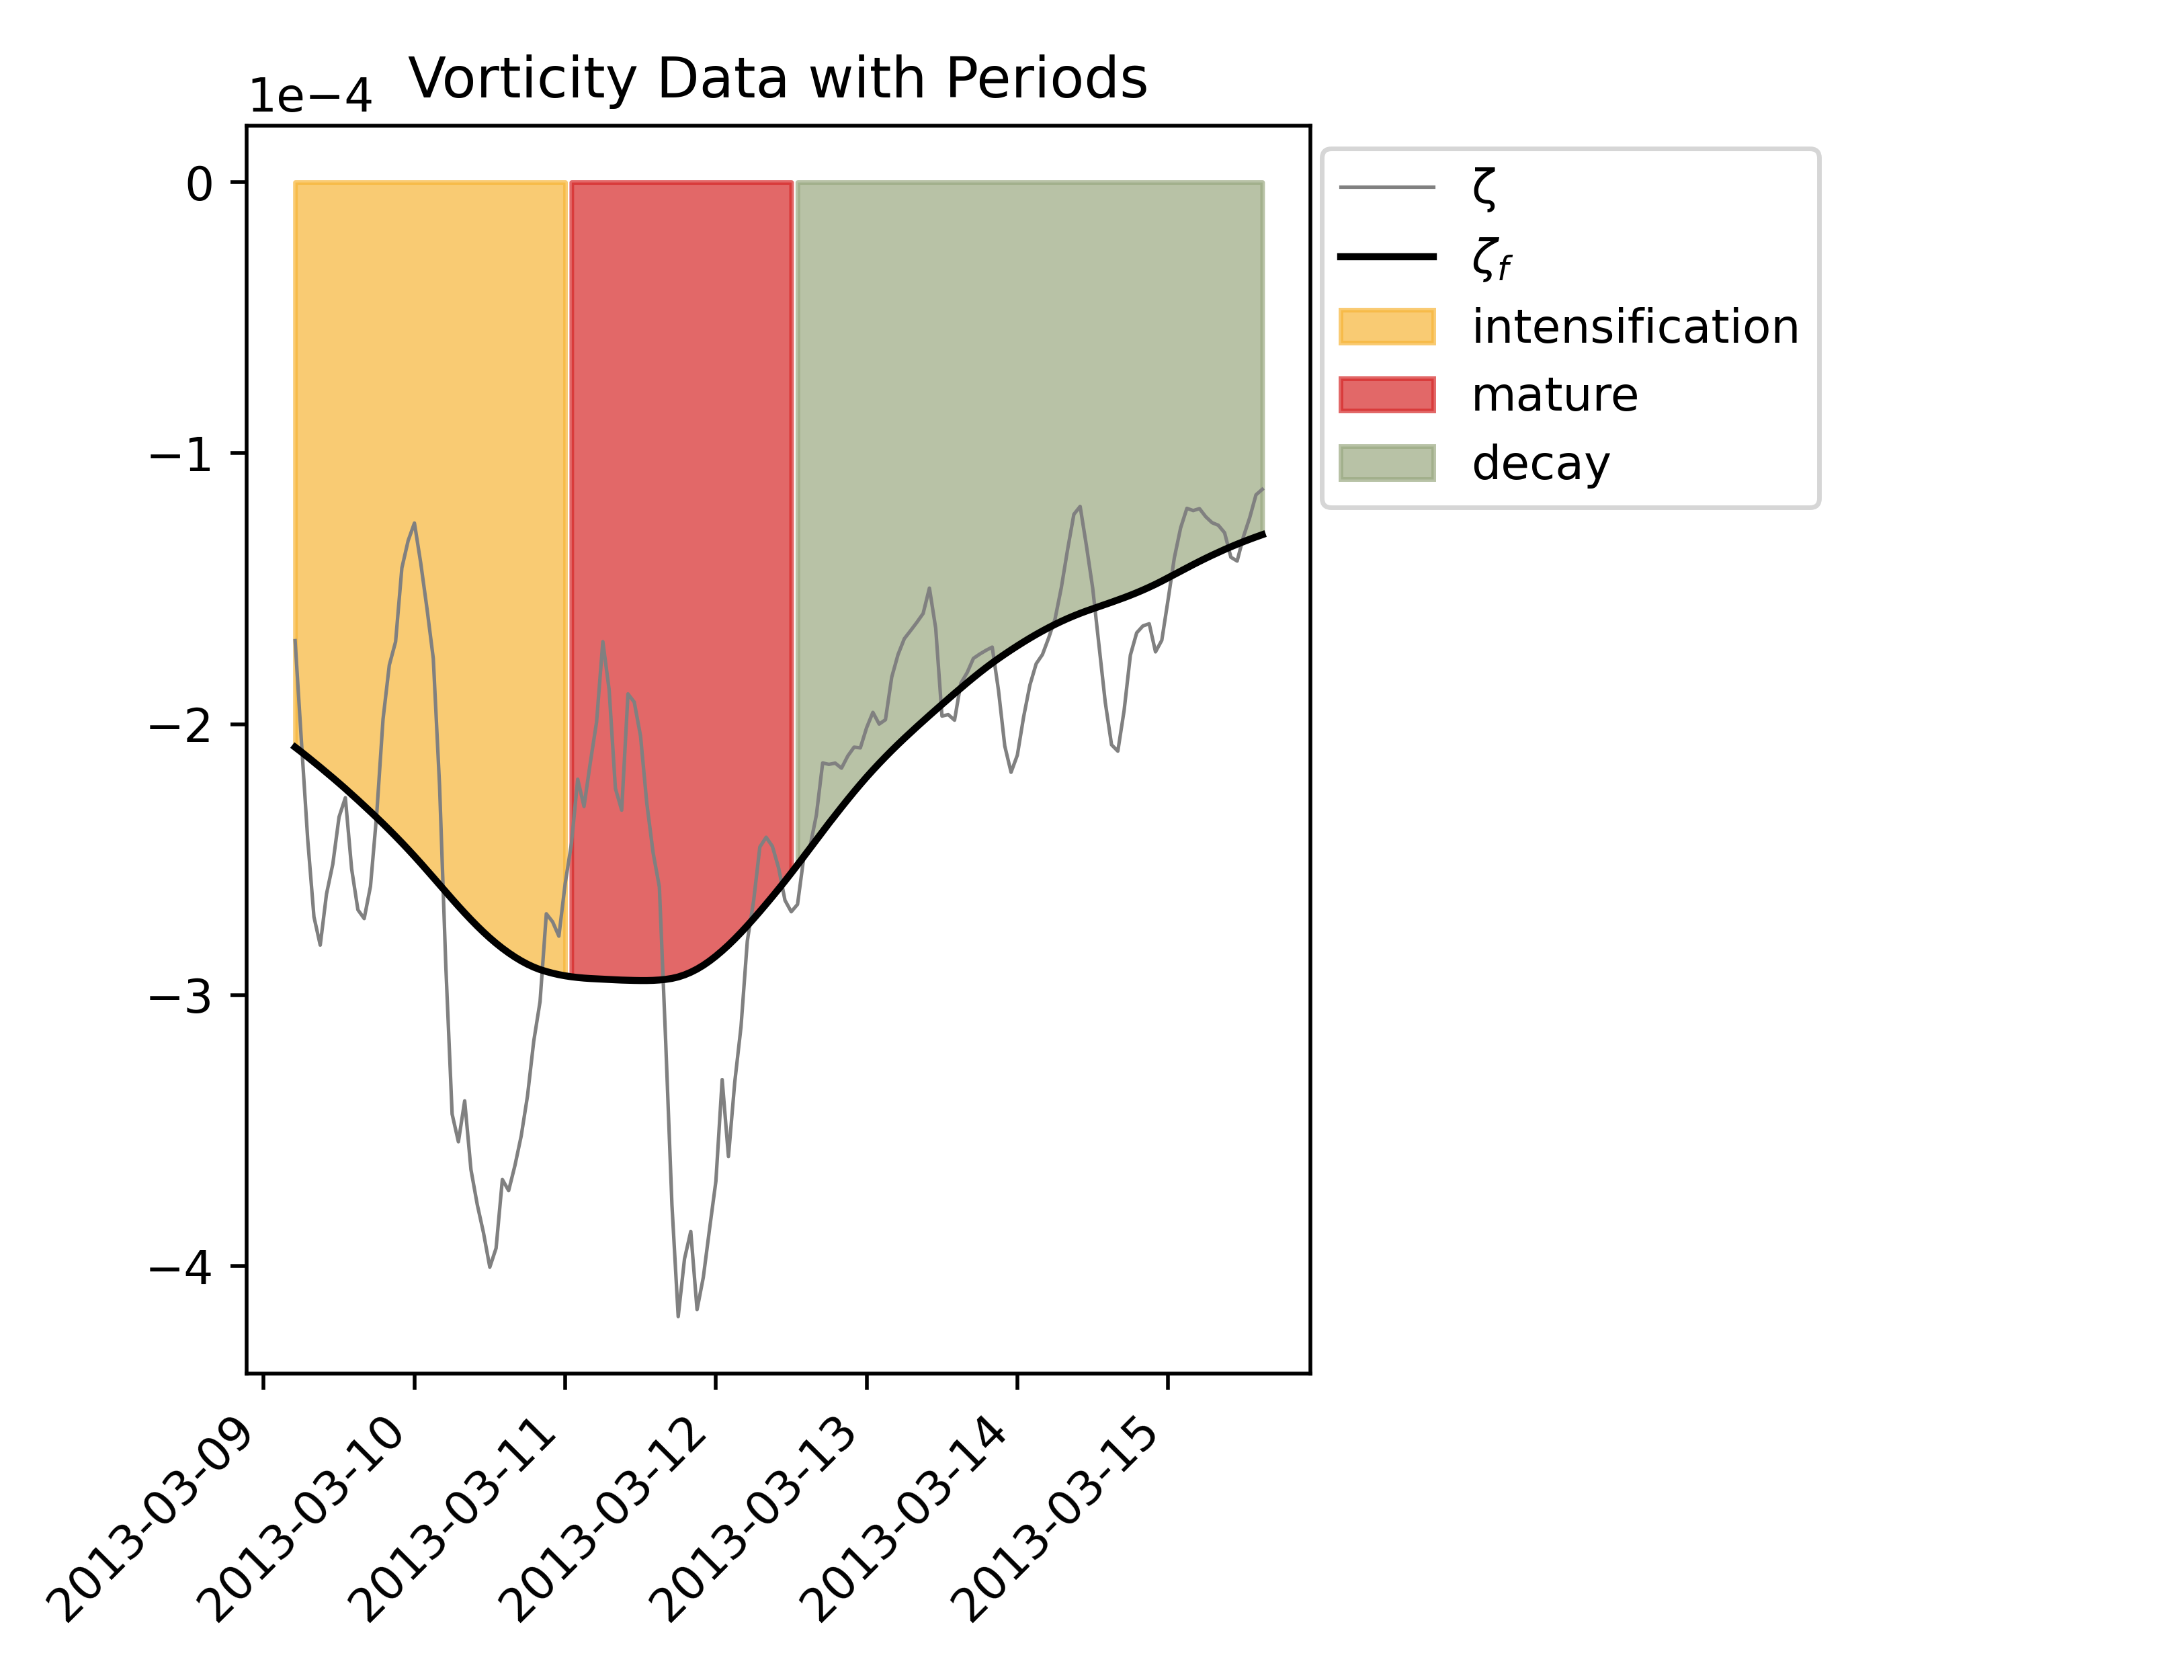 Vorticity Data with Periods
1e−4
0
−1
−2
−3
−4
2013-03-09
2013-03-10
2013-03-11
2013-03-12
2013-03-13
2013-03-14
2013-03-15
ζ
ζf
intensification
mature
decay